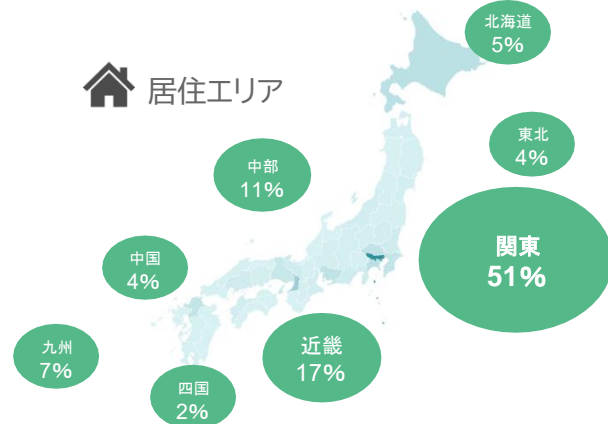 居住エリア
北海道
5%
東北
4%
中部
11%
関東
51%
中国
4%
近畿
17%
九州
7%
四国
2%